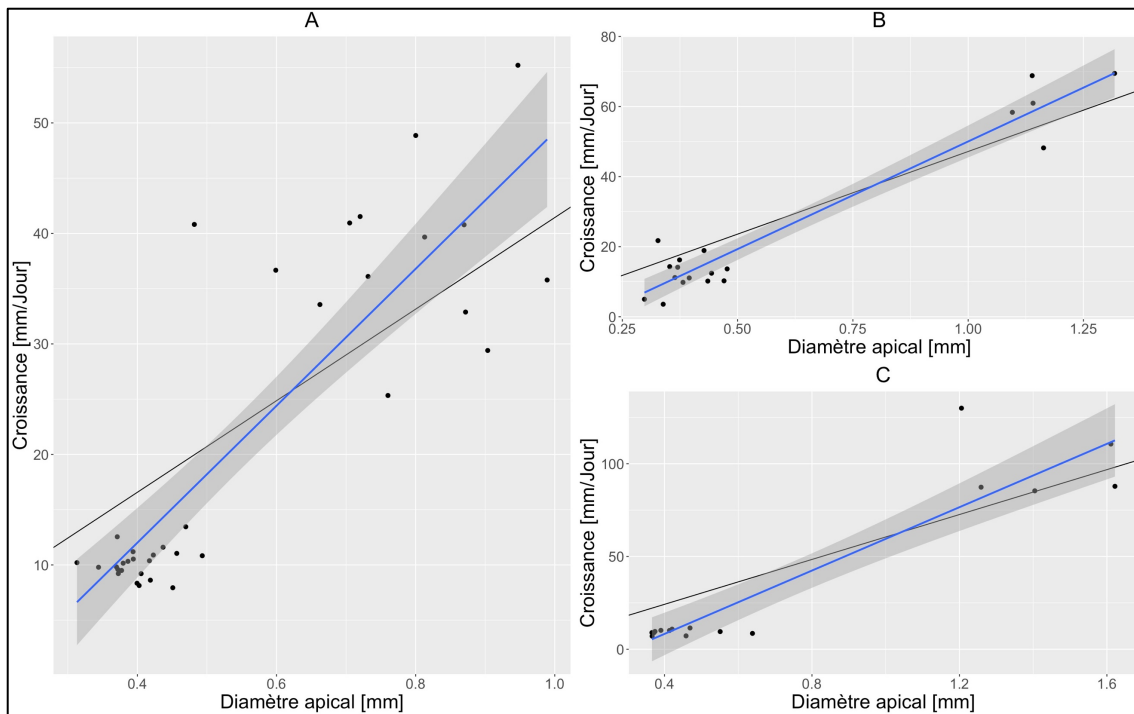 A
Croissance [mm/Jour]
50
40
30
20
10
0.4 0.6 0.8 1.0
Diamètre apical [mm]
B
Croissance [mm/Jour]
80
60
40
20
0
0.25 0.50 0.75 1.00 1.25
Diamètre apical [mm]
C
Croissance [mm/Jour]
100
50
0
0.4 0.8 1.2 1.6
Diamètre apical [mm]